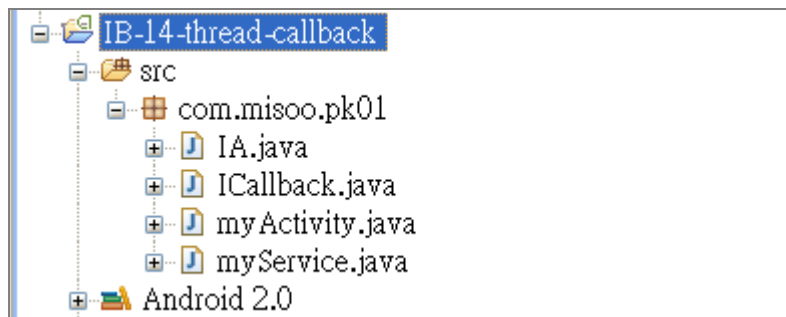 IB-14-thread-callback
src
com.misoo.pk01
IA.java
ICallback.java
myActivity.java
myService.java
Android 2.0